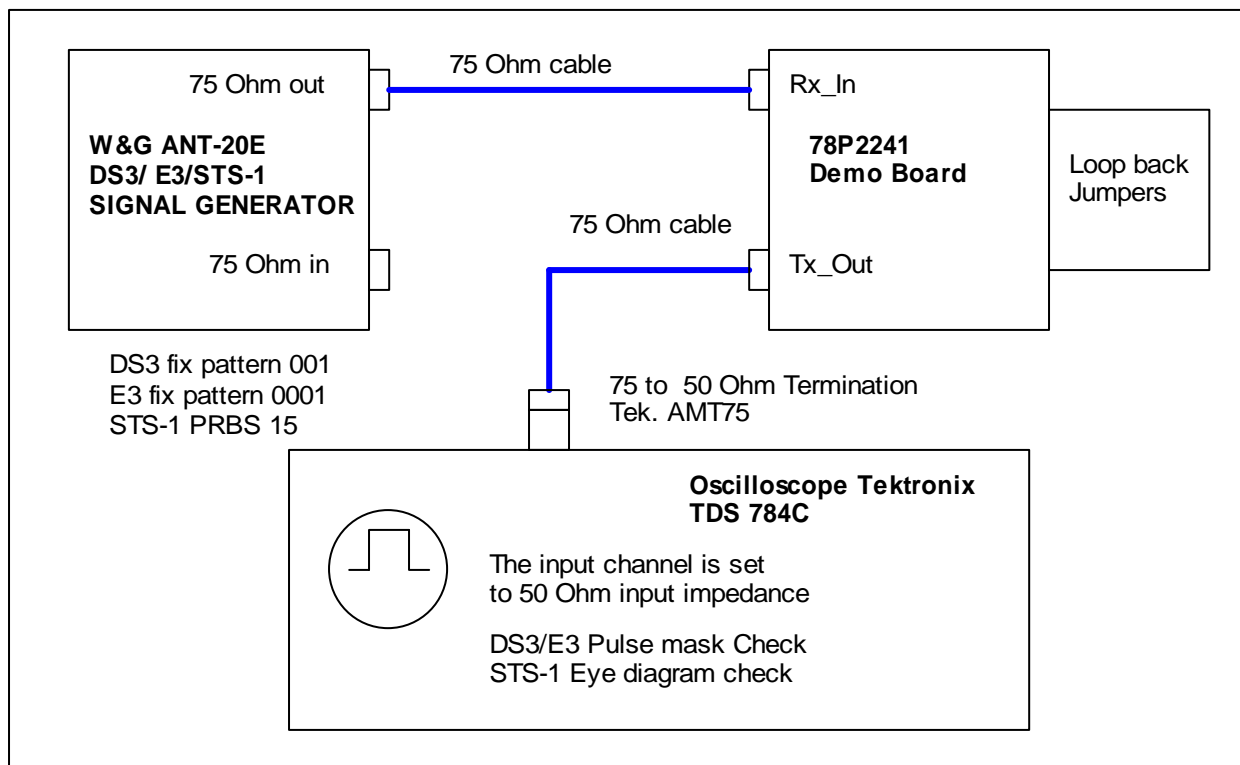 75 Ohm out
75 Ohm cable
Rx_In
W&G ANT-20E
DS3/ E3/STS-1
SIGNAL GENERATOR
78P2241
Demo Board
Loop back
Jumpers
75 Ohm cable
75 Ohm in
Tx_Out
DS3 fix pattern 001
E3 fix pattern 0001
STS-1 PRBS 15
75 to 50 Ohm Termination
Tek. AMT75
Oscilloscope Tektronix
TDS 784C
The input channel is set
to 50 Ohm input impedance
DS3/E3 Pulse mask Check
STS-1 Eye diagram check